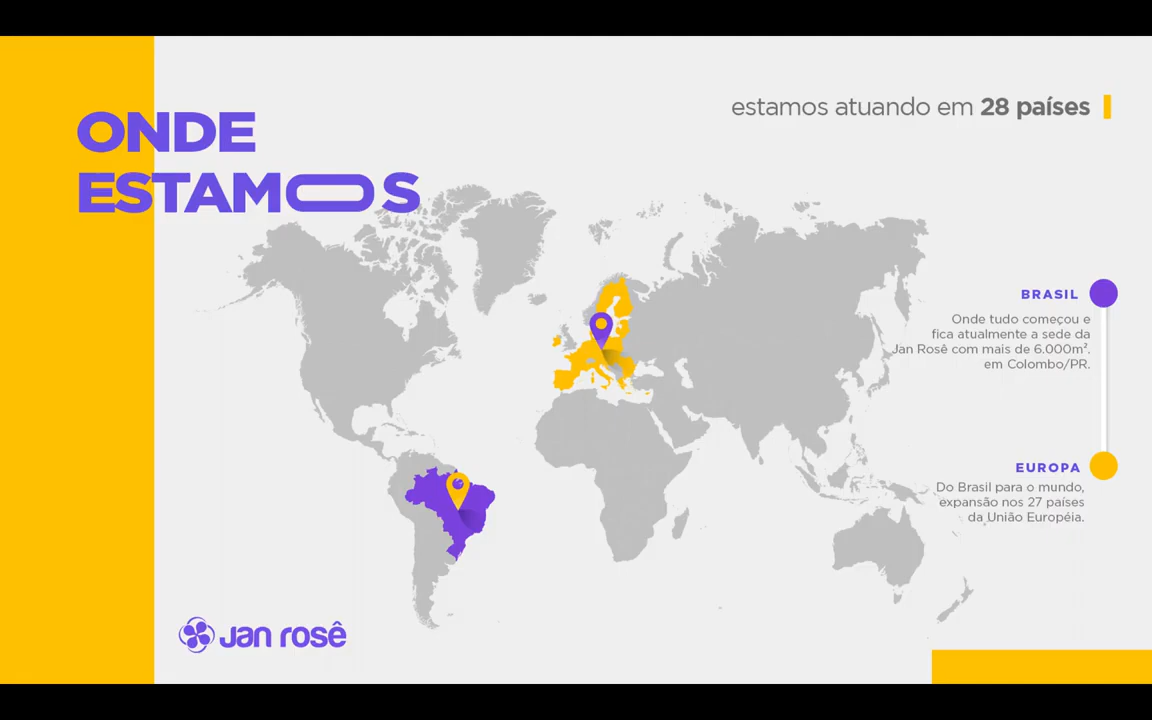 ONDE
ESTAMOS
estamos atuando em 28 países
BRASIL
Onde tudo começou e
fica atualmente a sede da
Jan Rosê com mais de 6.000m².
em Colombo/PR.
EUROPA
Do Brasil para o mundo,
expansão nos 27 países
da União Européia.
Jan rosê